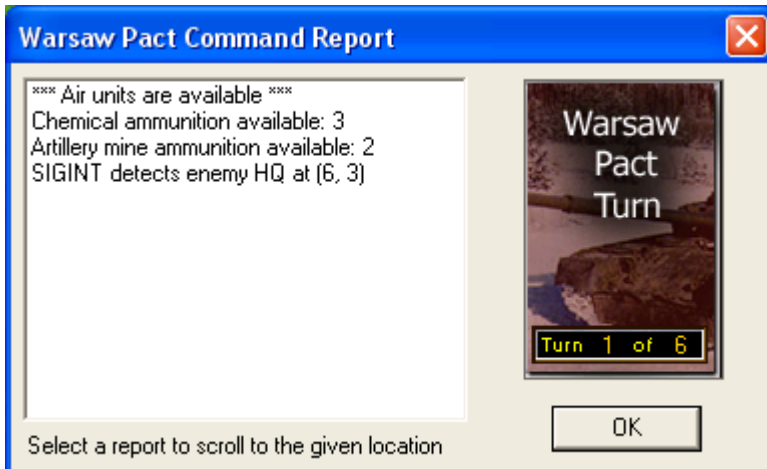 Warsaw Pact Command Report
*** Air units are available ***
Chemical ammunition available: 3
Artillery mine ammunition available: 2
SIGINT detects enemy HQ at (6, 3)
Warsaw
Pact
Turn
Turn 1 of 6
OK
Select a report to scroll to the given location